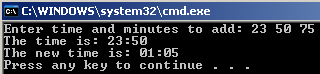 C:\WINDOWS\system32\cmd.exe
Enter time and minutes to add: 23 50 75
The time is: 23:50
The new time is: 01:05
Press any key to continue . . .